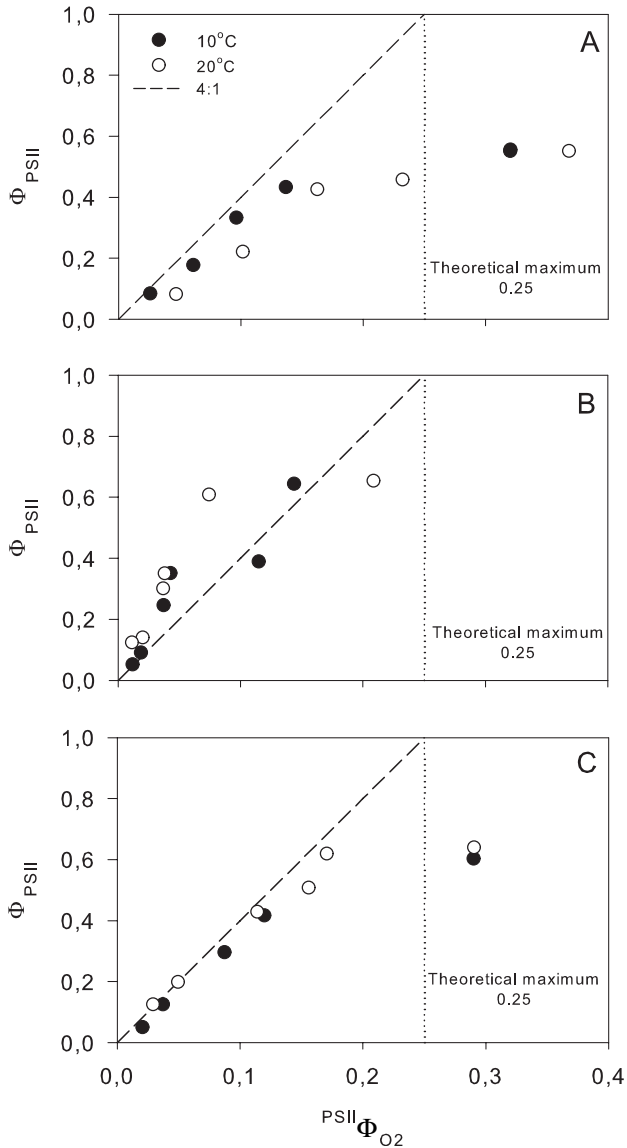 1,0
A
10°C
20°C
4:1
0,8
0,6
0,4
0,2
0,0
Φ PSII
Theoretical maximum
0.25
1,0
B
0,8
0,6
0,4
0,2
0,0
Φ PSII
Theoretical maximum
0.25
1,0
C
0,8
0,6
0,4
0,2
0,0
Φ PSII
Theoretical maximum
0.25
0,0 0,1 0,2 0,3 0,4
PSII Φ O2